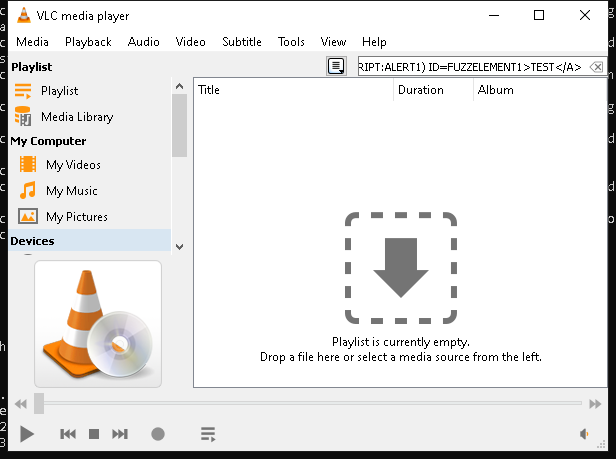 VLC media player
Media Playback Audio Video Subtitle Tools View Help
Playlist
RIPT:ALERT1) ID=FUZZELEMENT1>TEST</A>
Playlist
Media Library
My Computer
My Videos
My Music
My Pictures
Devices
Title Duration Album
Playlist is currently empty.
Drop a file here or select a media source from the left.